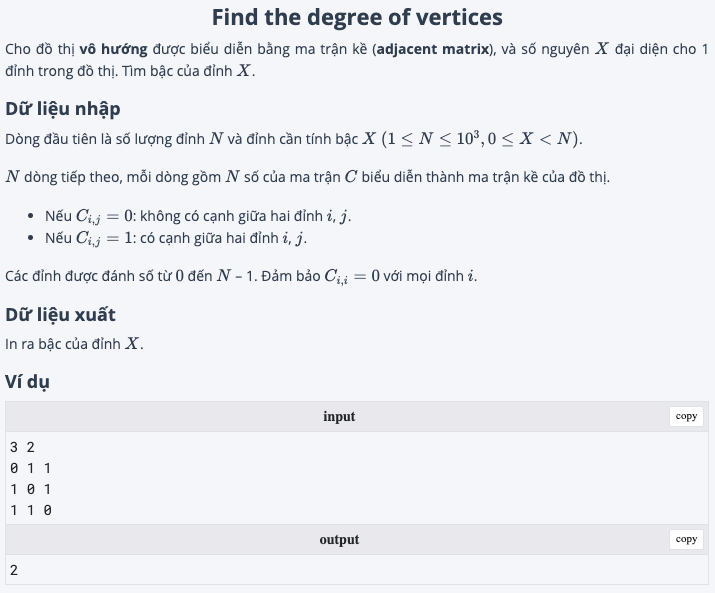 Find the degree of vertices
Cho đồ thị vô hướng được biểu diễn bằng ma trận kề (adjacent matrix), và số nguyên X đại diện cho 1
đỉnh trong đồ thị. Tìm bậc của đỉnh X.
Dữ liệu nhập
Dòng đầu tiên là số lượng đỉnh N và đỉnh cần tính bậc X (1 ≤ N ≤ 10³, 0 ≤ X < N).
N dòng tiếp theo, mỗi dòng gồm N số của ma trận C biểu diễn thành ma trận kề của đồ thị.
• Nếu C_{i,j} = 0: không có cạnh giữa hai đỉnh i, j.
• Nếu C_{i,j} = 1: có cạnh giữa hai đỉnh i, j.
Các đỉnh được đánh số từ 0 đến N – 1. Đảm bảo C_{i,i} = 0 với mọi đỉnh i.
Dữ liệu xuất
In ra bậc của đỉnh X.
Ví dụ
input copy
3 2
0 1 1
1 0 1
1 1 0
output copy
2